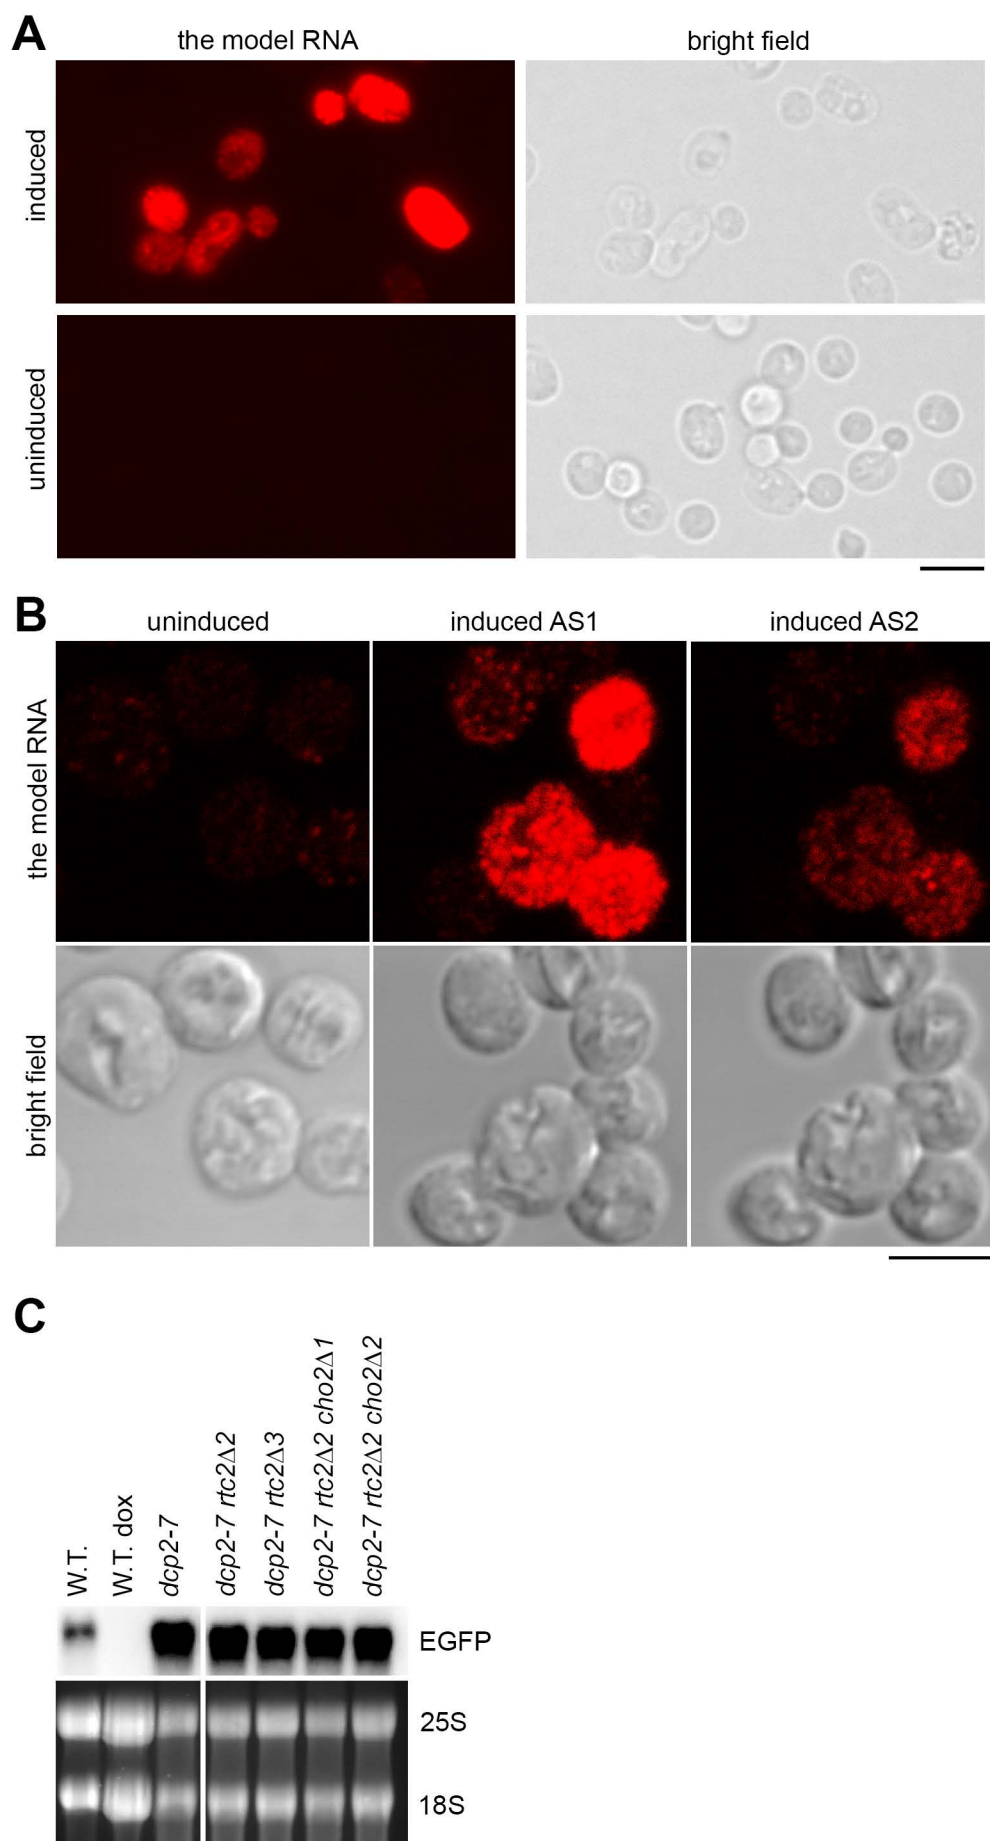 A
the model RNA
bright field
induced
uninduced
B
uninduced
induced AS1
induced AS2
the model RNA
bright field
C
W.T.
W.T. dox
dcp2-7
dcp2-7 rtc2Δ2
dcp2-7 rtc2Δ3
dcp2-7 rtc2Δ2 cho2Δ1
dcp2-7 rtc2Δ2 cho2Δ2
EGFP
25S
18S